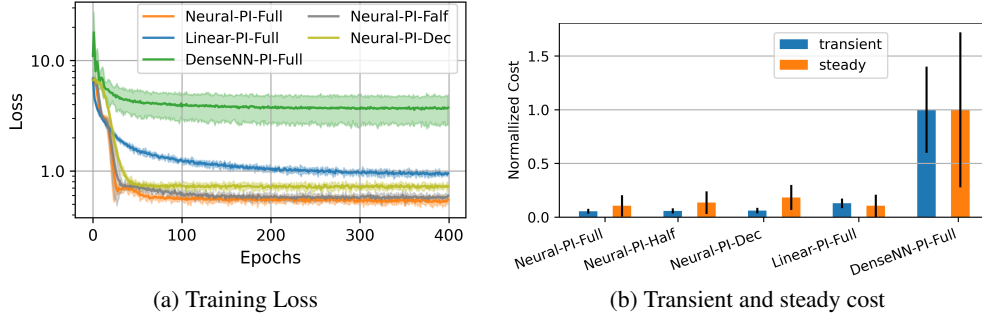 Neural-PI-Full
Linear-PI-Full
DenseNN-PI-Full
Neural-PI-Falf
Neural-PI-Dec
10.0
1.0
Loss
0 100 200 300 400
Epochs
(a) Training Loss
transient
steady
1.5
1.0
0.5
0.0
Normallized Cost
Neural-PI-Full
Neural-PI-Half
Neural-PI-Dec
Linear-PI-Full
DenseNN-PI-Full
(b) Transient and steady cost